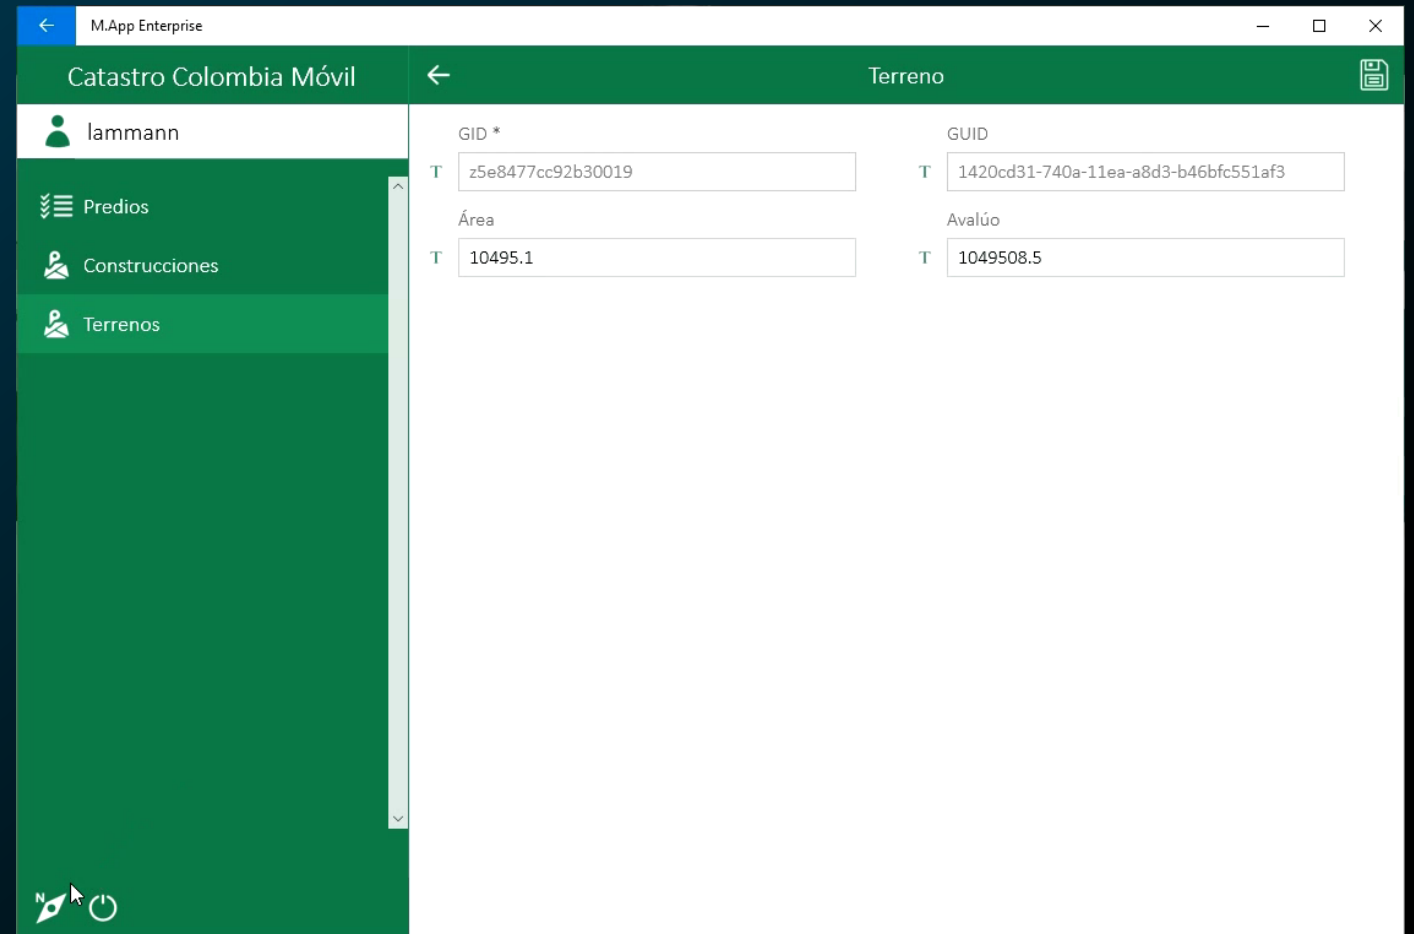 M.App Enterprise
Catastro Colombia Móvil
Terreno
lammann
Predios
Construcciones
Terrenos
GID *
GUID
T z5e8477cc92b30019
T 1420cd31-740a-11ea-a8d3-b46bfc551af3
Área
Avalúo
T 10495.1
T 1049508.5
N